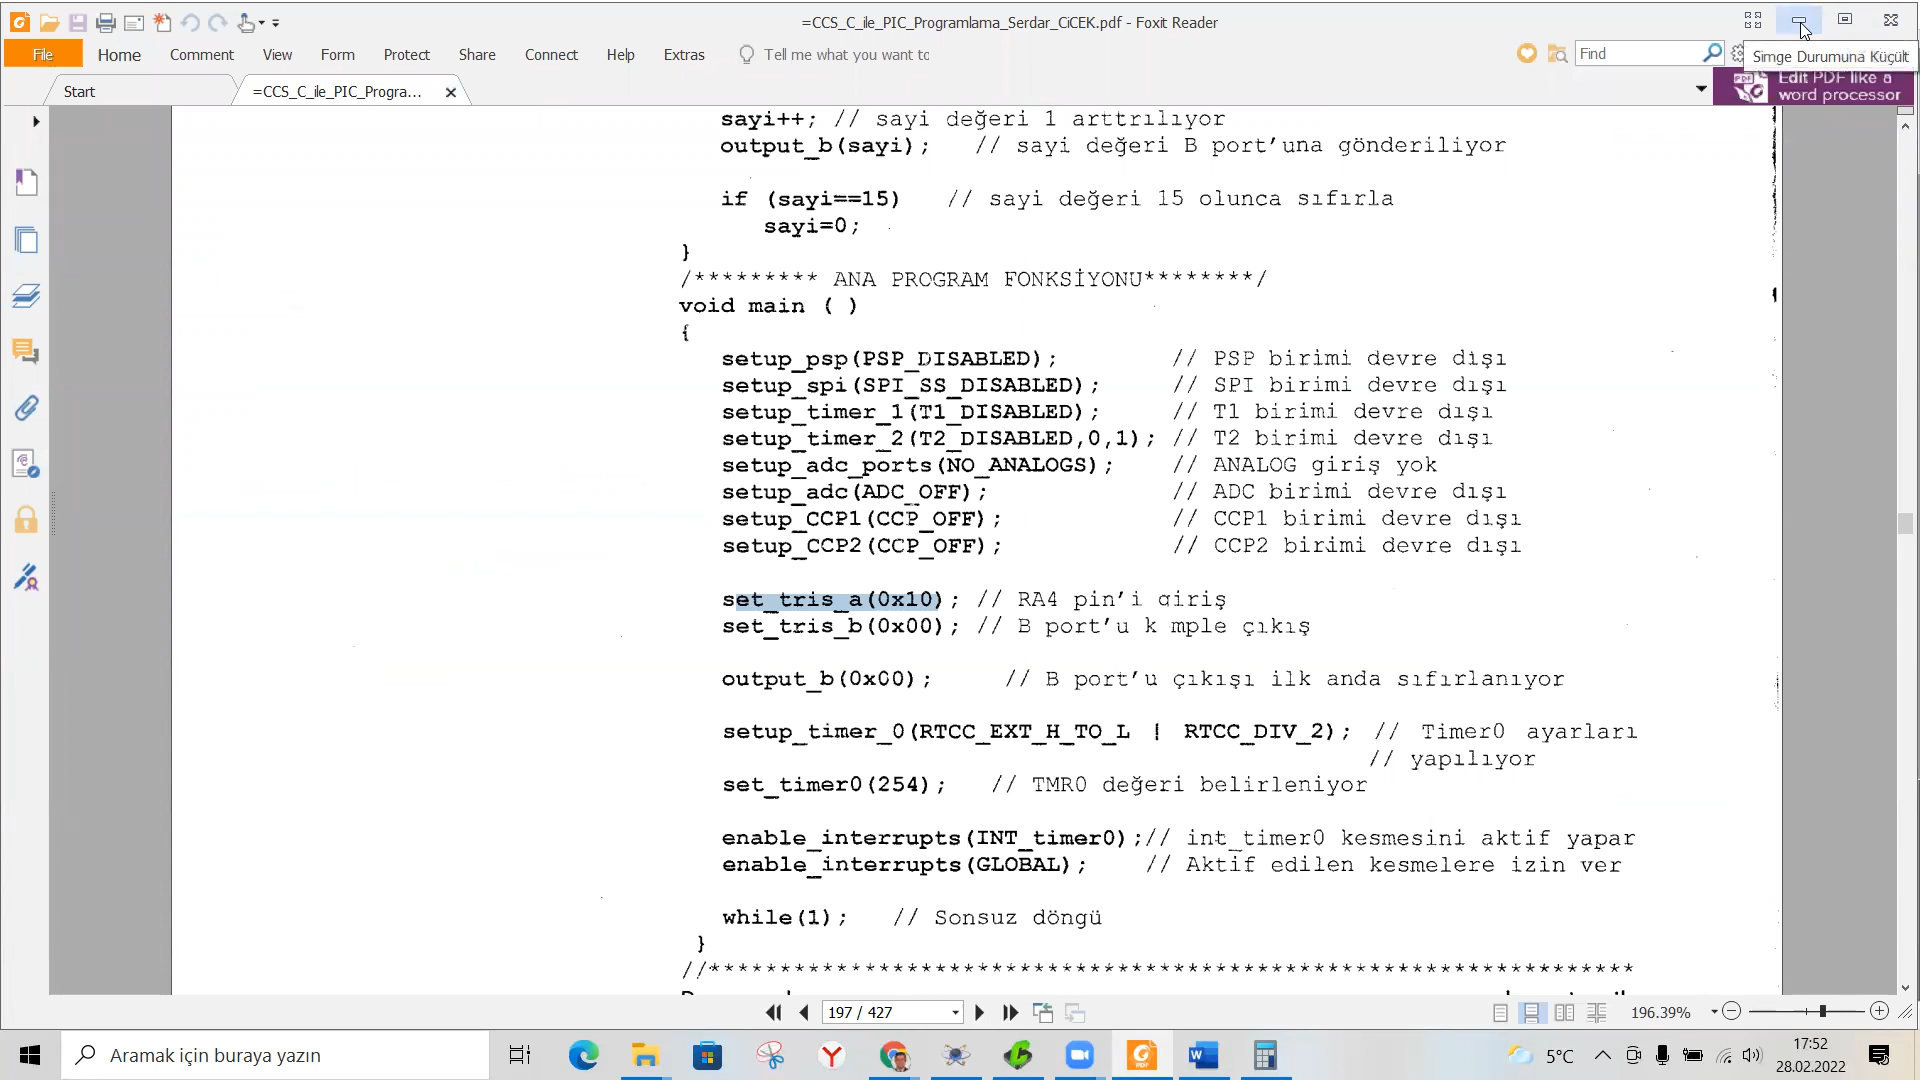 =CCS_C_ile_PIC_Programlama_Serdar_CiCEK.pdf - Foxit Reader
File Home Comment View Form Protect Share Connect Help Extras Tell me what you want to
Find
Simge Durumuna Küçült
Start
=CCS_C_ile_PIC_Progra...
Edit PDF like a
word processor
sayi++; // sayi değeri 1 arttrılıyor
output_b(sayi); // sayi değeri B port'una gönderiliyor
if (sayi==15) // sayi değeri 15 olunca sıfırla
sayi=0;
}
/********* ANA PROGRAM FONKSİYONU********/
void main ( )
{
setup_psp(PSP_DISABLED); // PSP birimi devre dışı
setup_spi(SPI_SS_DISABLED); // SPI birimi devre dışı
setup_timer_1(T1_DISABLED); // T1 birimi devre dışı
setup_timer_2(T2_DISABLED,0,1); // T2 birimi devre dışı
setup_adc_ports(NO_ANALOGS); // ANALOG giriş yok
setup_adc(ADC_OFF); // ADC birimi devre dışı
setup_CCP1(CCP_OFF); // CCP1 birimi devre dışı
setup_CCP2(CCP_OFF); // CCP2 birimi devre dışı
set_tris_a(0x10); // RA4 pin'i giriş
set_tris_b(0x00); // B port'u k mple çıkış
output_b(0x00); // B port'u çıkışı ilk anda sıfırlanıyor
setup_timer_0(RTCC_EXT_H_TO_L | RTCC_DIV_2); // Timer0 ayarları
// yapılıyor
set_timer0(254); // TMR0 değeri belirleniyor
enable_interrupts(INT_timer0);// int_timer0 kesmesini aktif yapar
enable_interrupts(GLOBAL); // Aktif edilen kesmelere izin ver
while(1); // Sonsuz döngü
}
//******************************************************************
197 / 427
196.39%
Aramak için buraya yazın
5°C
17:52
28.02.2022